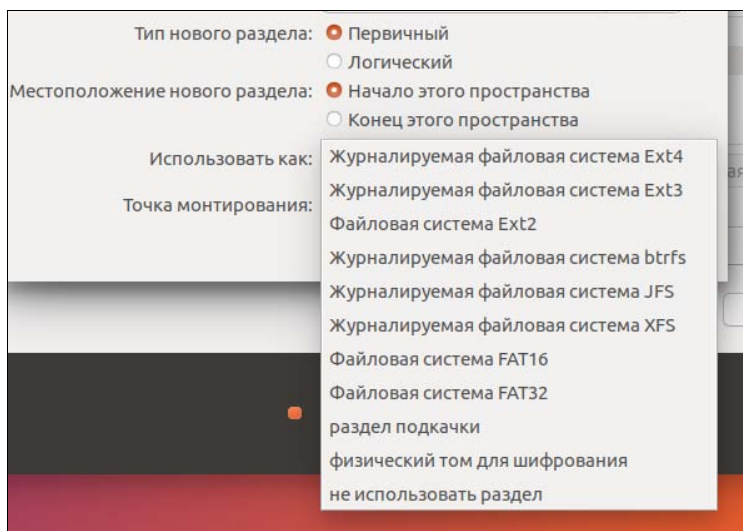 Тип нового раздела: Первичный
Логический
Местоположение нового раздела: Начало этого пространства
Конец этого пространства
Использовать как: Журналируемая файловая система Ext4
Журналируемая файловая система Ext3
Точка монтирования:
Файловая система Ext2
Журналируемая файловая система btrfs
Журналируемая файловая система JFS
Журналируемая файловая система XFS
Файловая система FAT16
Файловая система FAT32
раздел подкачки
физический том для шифрования
не использовать раздел